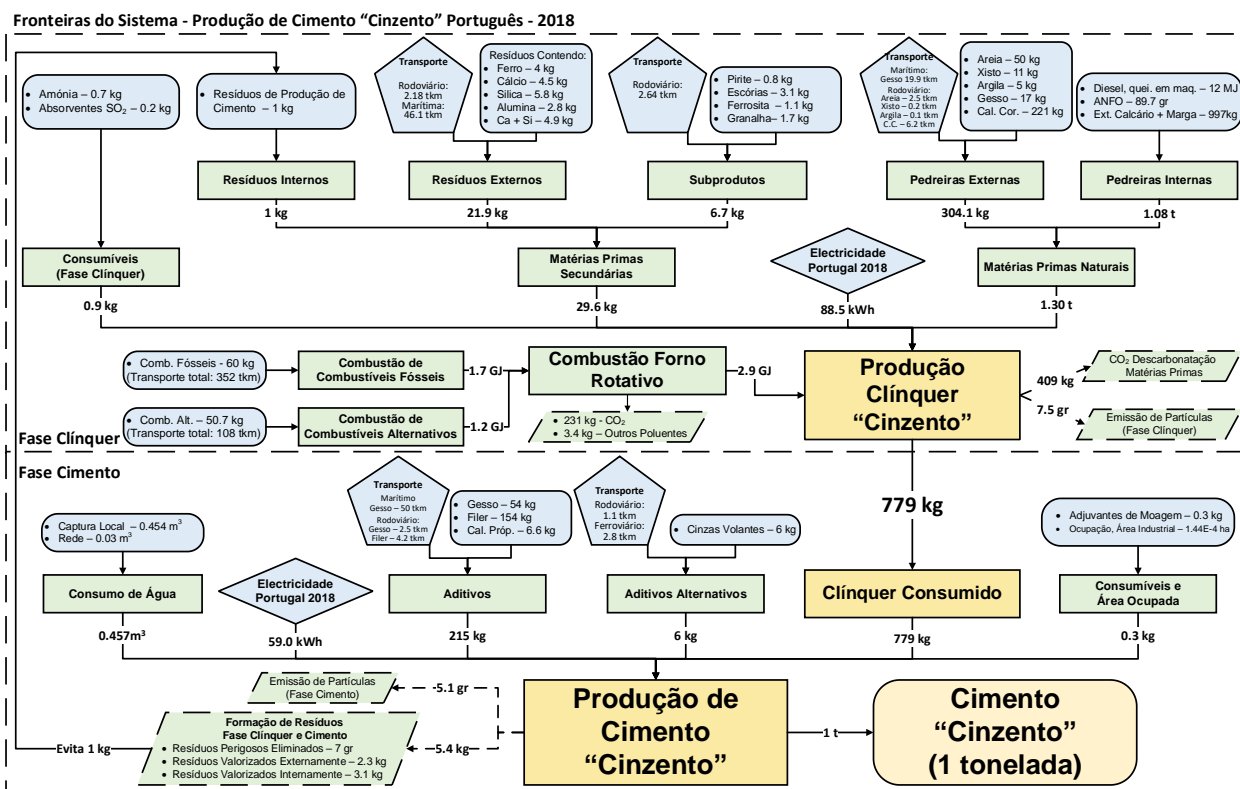 Fronteiras do Sistema - Produção de Cimento “Cinzento” Português - 2018
• Amónia – 0.7 kg
• Absorventes SO₂ – 0.2 kg
• Resíduos de Produção de
Cimento – 1 kg
Transporte
Rodoviário:
2.18 tkm
Marítima:
46.1 tkm
Resíduos Contendo:
• Ferro – 4 kg
• Cálcio – 4.5 kg
• Silica – 5.8 kg
• Alumina – 2.8 kg
• Ca + Si – 4.9 kg
Transporte
Rodoviário:
2.64 tkm
• Pirite – 0.8 kg
• Escórias – 3.1 kg
• Ferrosita – 1.1 kg
• Granalha – 1.7 kg
Transporte
Marítimo:
Gesso 19.9 tkm
Rodoviário:
Areia – 2.5 tkm
Xisto – 0.2 tkm
Argila – 0.1 tkm
C.C. – 6.2 tkm
• Areia – 50 kg
• Xisto – 11 kg
• Argila – 5 kg
• Gesso – 17 kg
• Cal. Cor. – 221 kg
• Diesel, quei. em maq. – 12 MJ
• ANFO – 89.7 gr
• Ext. Calcário + Marga – 997kg
Resíduos Internos
Resíduos Externos
Subprodutos
Pedreiras Externas
Pedreiras Internas
1 kg
21.9 kg
6.7 kg
304.1 kg
1.08 t
Consumíveis
(Fase Clínquer)
Matérias Primas
Secundárias
Electricidade
Portugal 2018
Matérias Primas Naturais
0.9 kg
29.6 kg
88.5 kWh
1.30 t
• Comb. Fósseis - 60 kg
(Transporte total: 352 tkm)
Combustão de
Combustíveis Fósseis
1.7 GJ
Combustão Forno
Rotativo
2.9 GJ
Produção
Clínquer
“Cinzento”
409 kg
CO₂ Descarbonatação
Matérias Primas
7.5 gr
Emissão de Partículas
(Fase Clínquer)
• Comb. Alt. – 50.7 kg
(Transporte total: 108 tkm)
Combustão de
Combustíveis Alternativos
1.2 GJ
• 231 kg - CO₂
• 3.4 kg – Outros Poluentes
Fase Clínquer
Fase Cimento
779 kg
• Captura Local – 0.454 m³
• Rede – 0.03 m³
Transporte
Marítimo
Gesso – 50 tkm
Rodoviário:
Gesso – 2.5 tkm
Filer – 4.2 tkm
• Gesso – 54 kg
• Filer – 154 kg
• Cal. Próp. – 6.6 kg
Transporte
Rodoviário:
1.1 tkm
Ferroviário:
2.8 tkm
• Cinzas Volantes – 6 kg
• Adjuvantes de Moagem – 0.3 kg
• Ocupação, Área Industrial – 1.44E-4 ha
Consumo de Água
Electricidade
Portugal 2018
Aditivos
Aditivos Alternativos
Clínquer Consumido
Consumíveis e
Área Ocupada
0.457m³
59.0 kWh
215 kg
6 kg
779 kg
0.3 kg
Emissão de Partículas
(Fase Cimento)
5.1 gr
Formação de Resíduos
Fase Clínquer e Cimento
• Resíduos Perigosos Eliminados – 7 gr
• Resíduos Valorizados Externamente – 2.3 kg
• Resíduos Valorizados Internamente – 3.1 kg
Evita 1 kg
5.4 kg
Produção de
Cimento
“Cinzento”
1 t
Cimento
“Cinzento”
(1 tonelada)